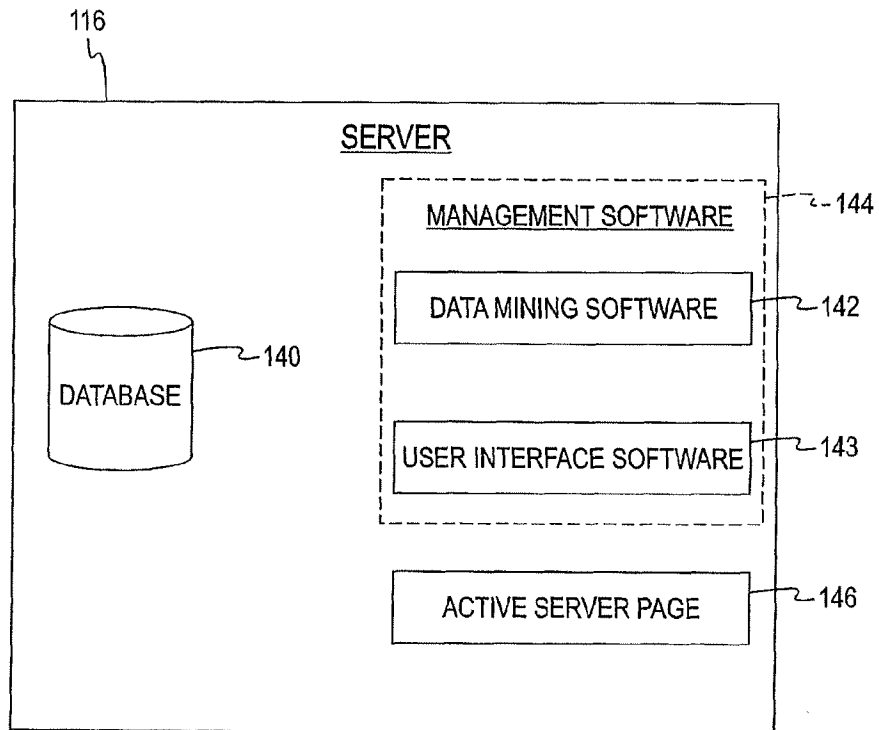 116
SERVER
MANAGEMENT SOFTWARE
144
DATA MINING SOFTWARE
142
DATABASE
140
USER INTERFACE SOFTWARE
143
ACTIVE SERVER PAGE
146